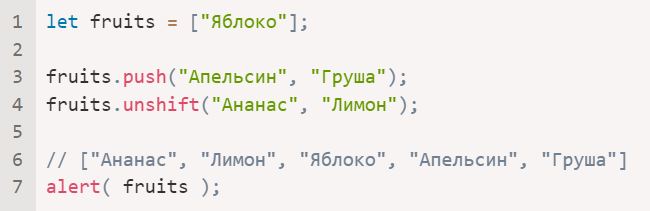 1 let fruits = ["Яблоко"];
2
3 fruits.push("Апельсин", "Груша");
4 fruits.unshift("Ананас", "Лимон");
5
6 // ["Ананас", "Лимон", "Яблоко", "Апельсин", "Груша"]
7 alert( fruits );